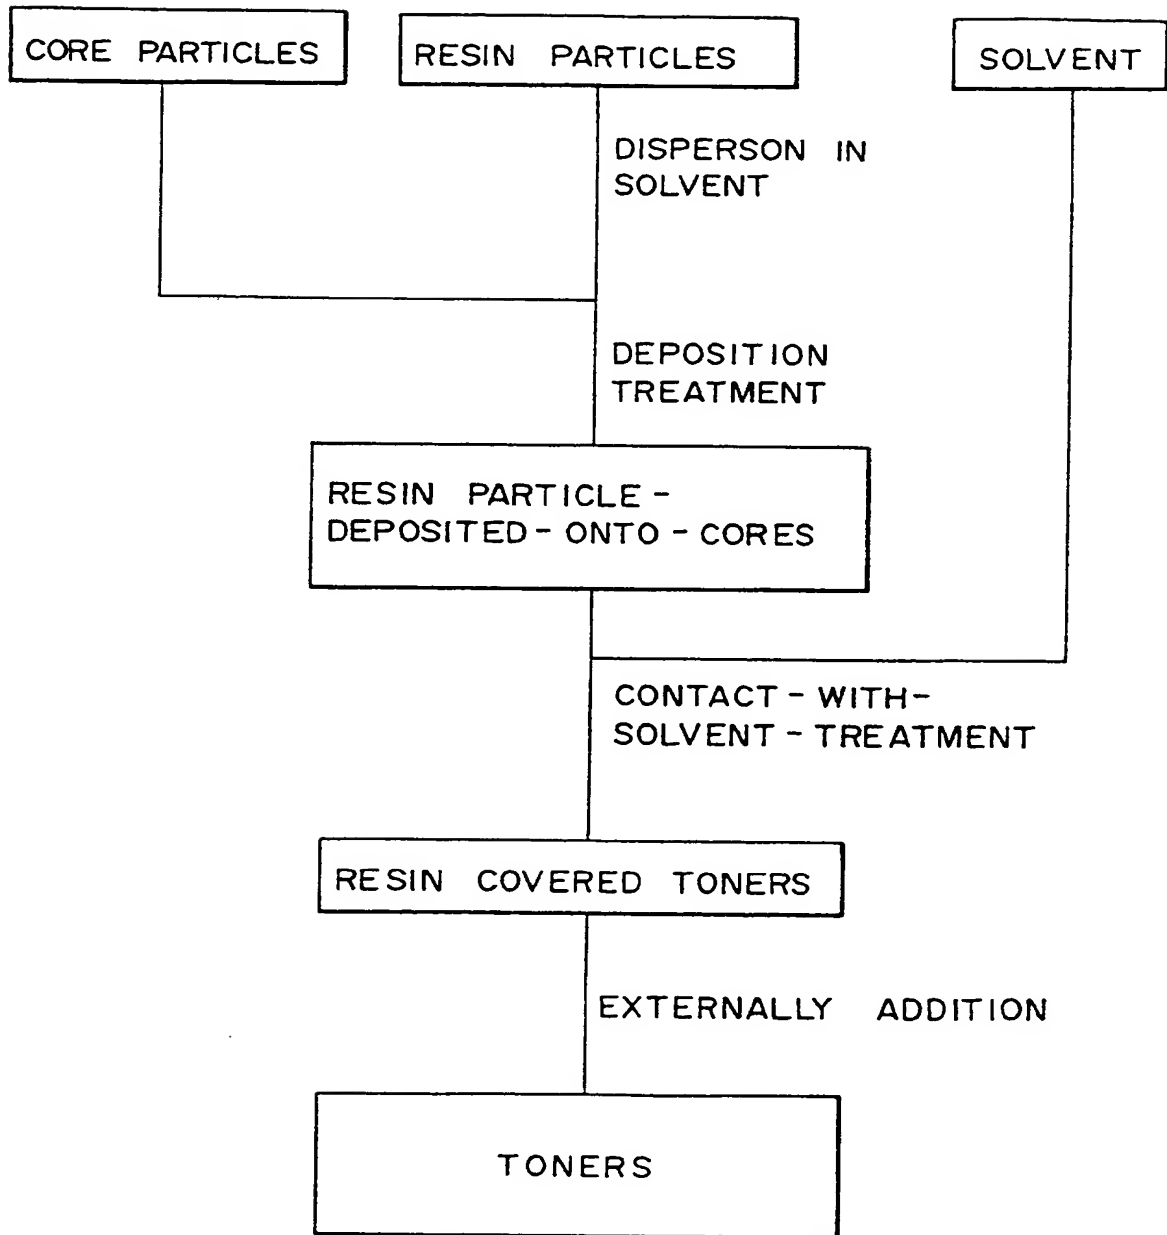 CORE PARTICLES
RESIN PARTICLES
SOLVENT
DISPERSON IN
SOLVENT
DEPOSITION
TREATMENT
RESIN PARTICLE-
DEPOSITED-ONTO-CORES
CONTACT-WITH-
SOLVENT-TREATMENT
RESIN COVERED TONERS
EXTERNALLY ADDITION
TONERS